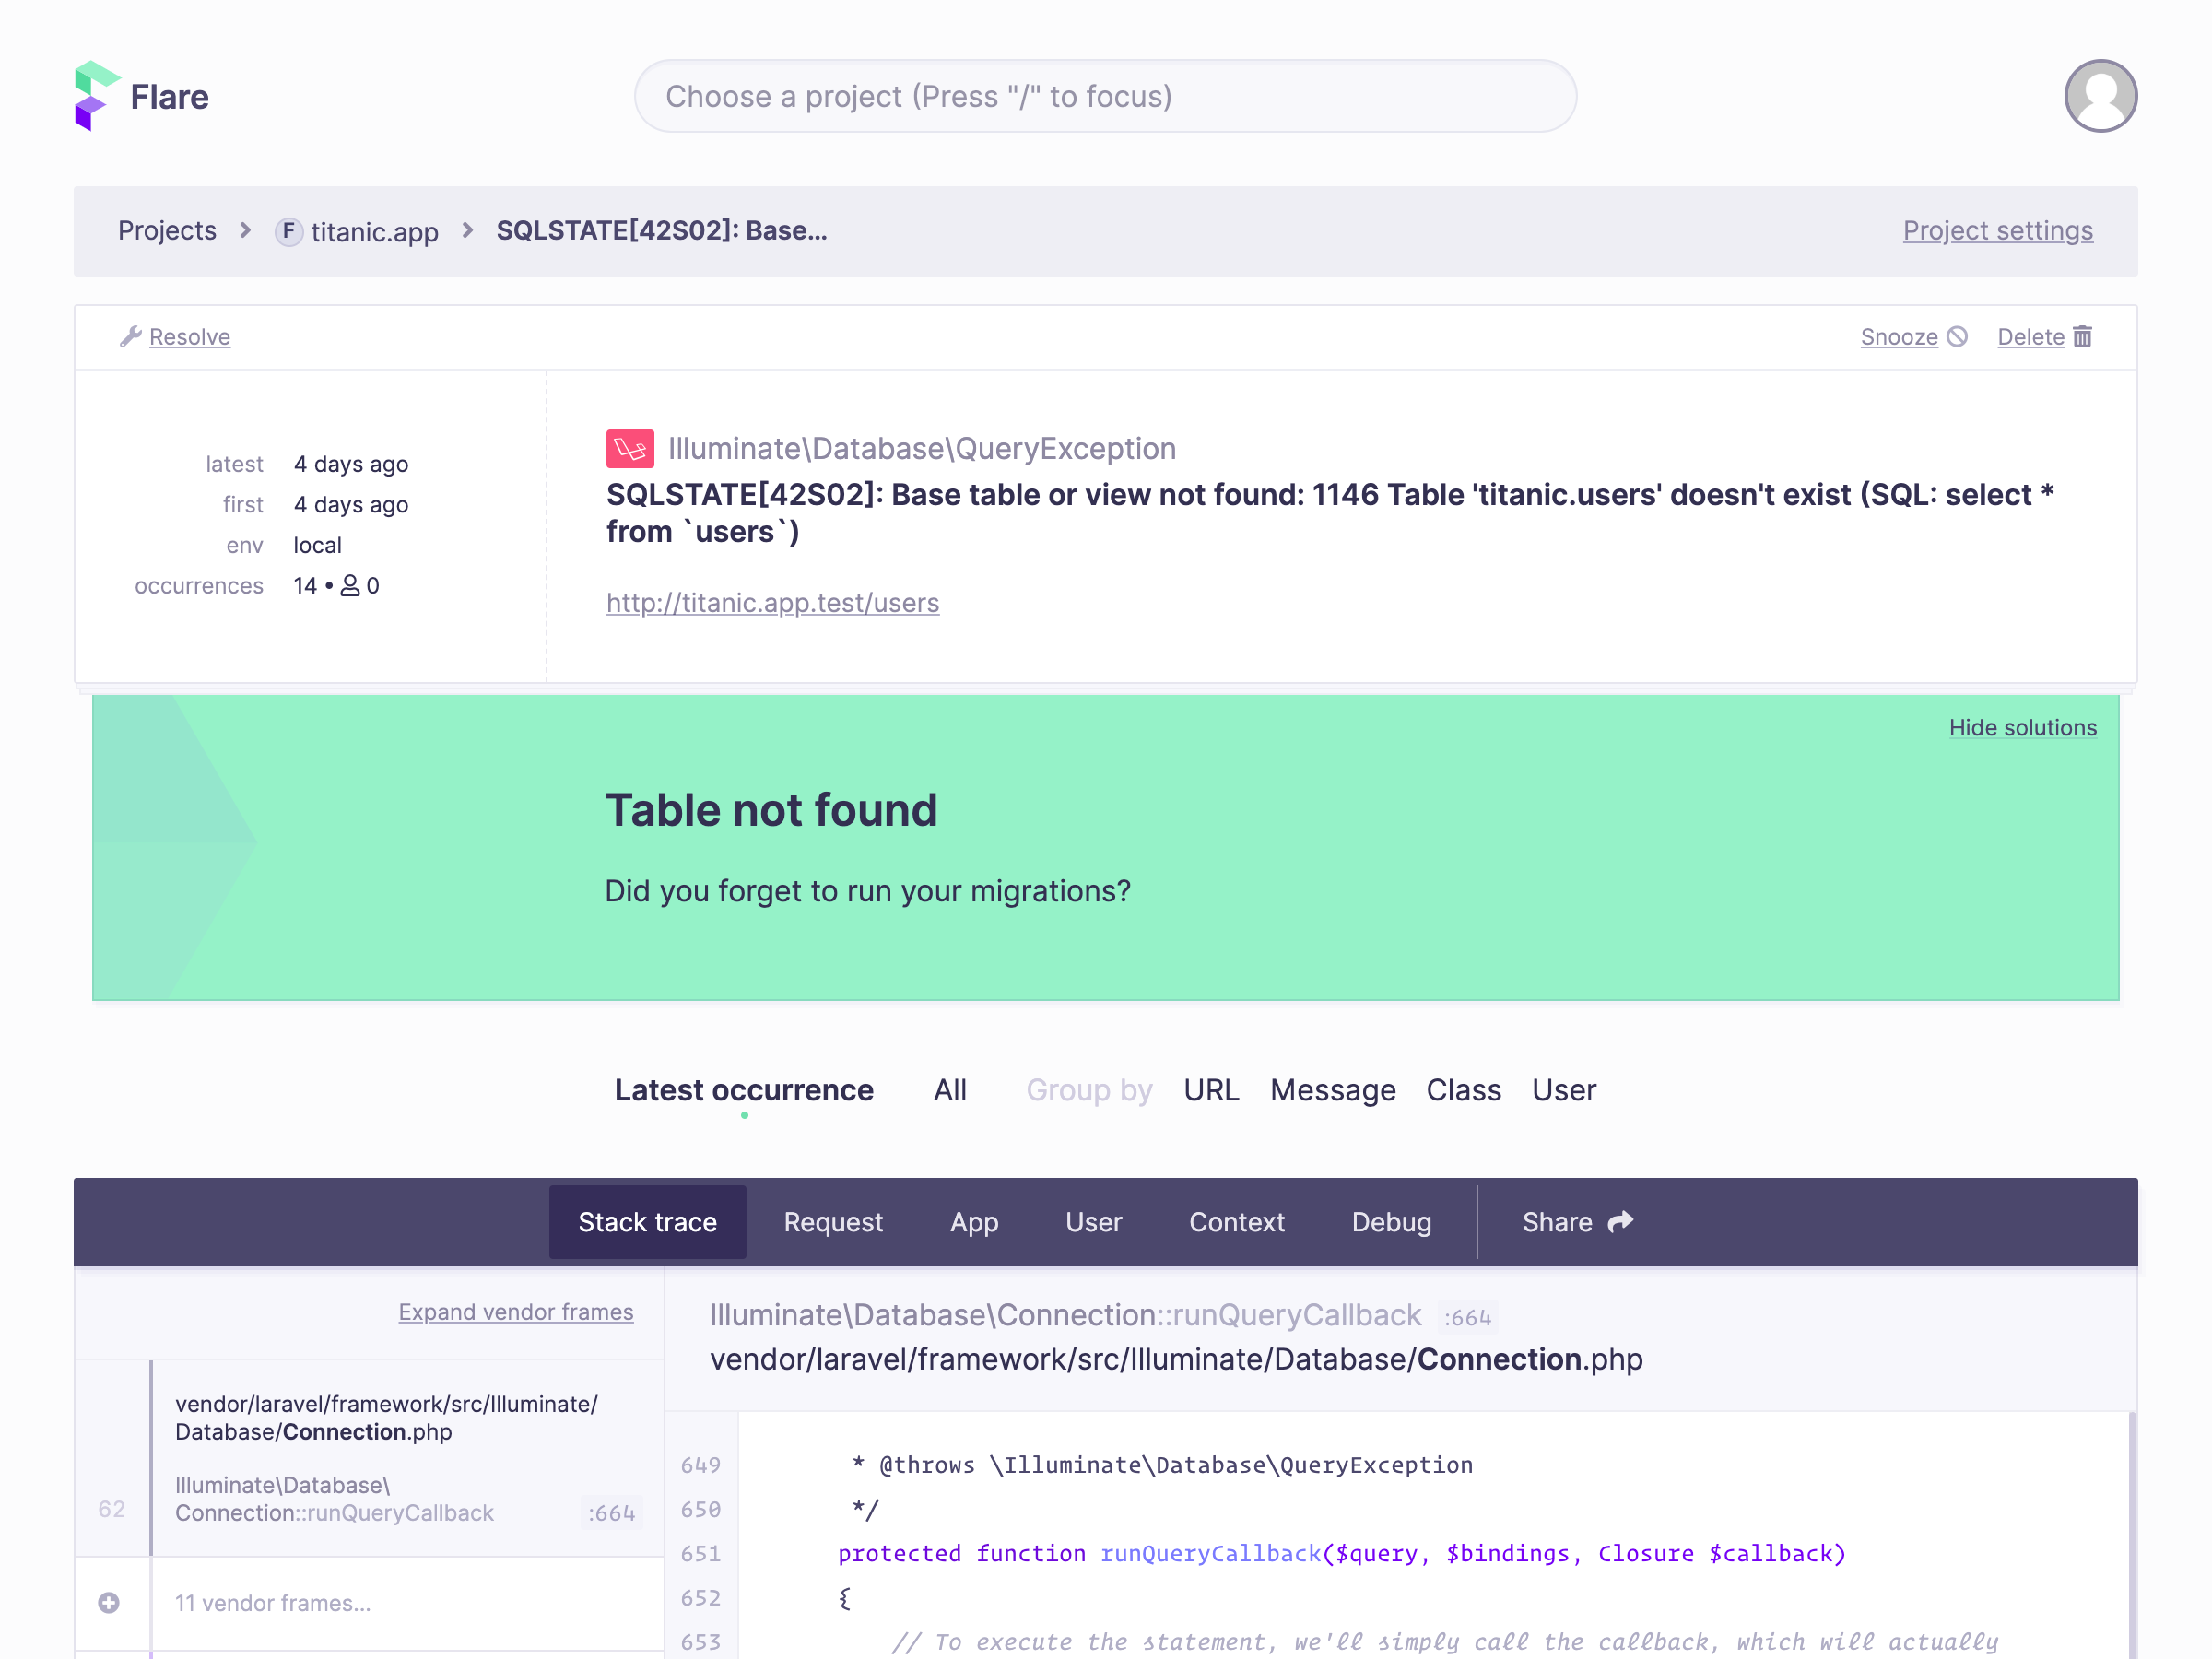 Flare
Choose a project (Press "/" to focus)
Projects > F titanic.app > SQLSTATE[42S02]: Base...
Project settings
Resolve
Snooze
Delete
latest 4 days ago
first 4 days ago
env local
occurrences 14 • 0
Illuminate\Database\QueryException
SQLSTATE[42S02]: Base table or view not found: 1146 Table 'titanic.users' doesn't exist (SQL: select *
from `users`)
http://titanic.app.test/users
Hide solutions
Table not found
Did you forget to run your migrations?
Latest occurrence All Group by URL Message Class User
Stack trace Request App User Context Debug Share
Expand vendor frames
vendor/laravel/framework/src/Illuminate/
Database/Connection.php
Illuminate\Database\
62 Connection::runQueryCallback :664
11 vendor frames...
Illuminate\Database\Connection::runQueryCallback :664
vendor/laravel/framework/src/Illuminate/Database/Connection.php
649 * @throws \Illuminate\Database\QueryException
650 */
651 protected function runQueryCallback($query, $bindings, Closure $callback)
652 {
653 // To execute the statement, we'll simply call the callback, which will actually